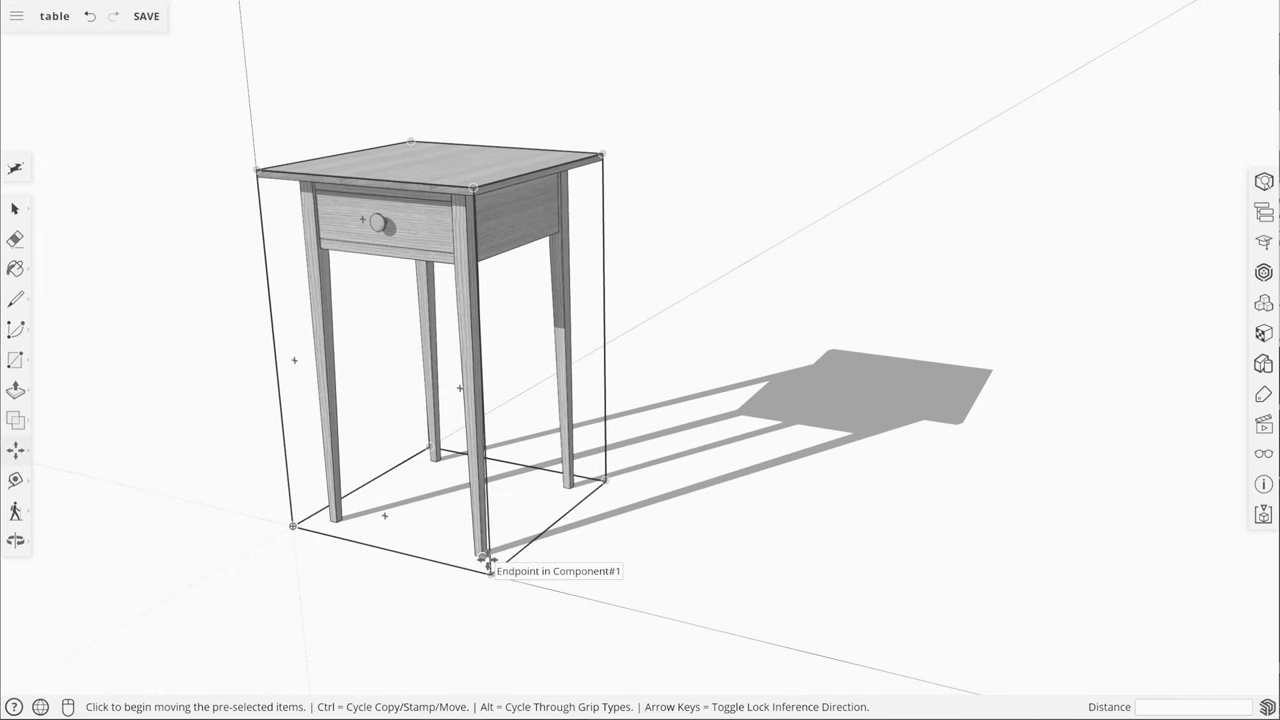 table SAVE
Endpoint in Component#1
Click to begin moving the pre-selected items. | Ctrl = Cycle Copy/Stamp/Move. | Alt = Cycle Through Grip Types. | Arrow Keys = Toggle Lock Inference Direction. Distance